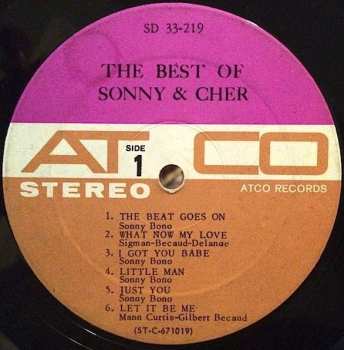 SD 33-219
THE BEST OF
SONNY & CHER
ATCO
SIDE
1
STEREO
ATCO RECORDS
1. THE BEAT GOES ON
Sonny Bono
2. WHAT NOW MY LOVE
Sigman-Becaud-Delanoe
3. I GOT YOU BABE
Sonny Bono
4. LITTLE MAN
Sonny Bono
5. JUST YOU
Sonny Bono
6. LET IT BE ME
Mann Curtis-Gilbert Becaud
(ST-C-671019)